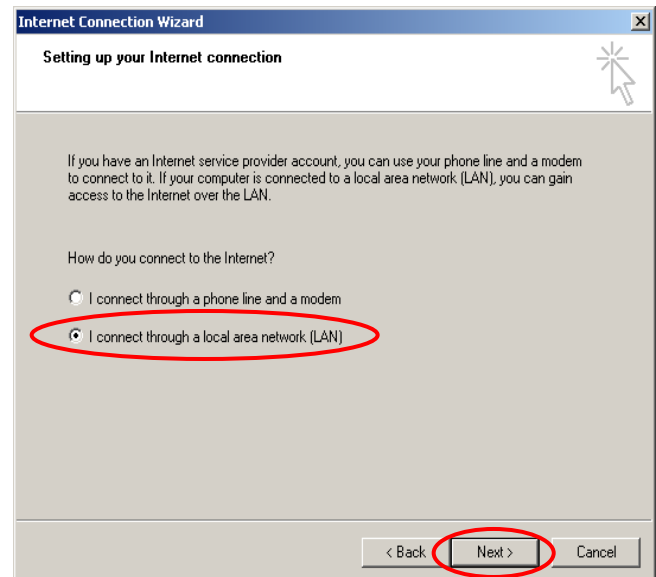 Internet Connection Wizard
Setting up your Internet connection
If you have an Internet service provider account, you can use your phone line and a modem
to connect to it. If your computer is connected to a local area network (LAN), you can gain
access to the Internet over the LAN.
How do you connect to the Internet?
I connect through a phone line and a modem
I connect through a local area network (LAN)
< Back Next > Cancel